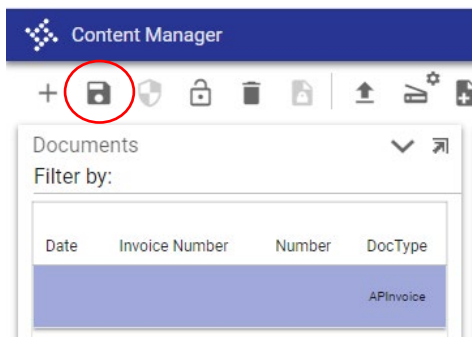 Content Manager
Documents
Filter by:
Date Invoice Number Number DocType
APInvoice